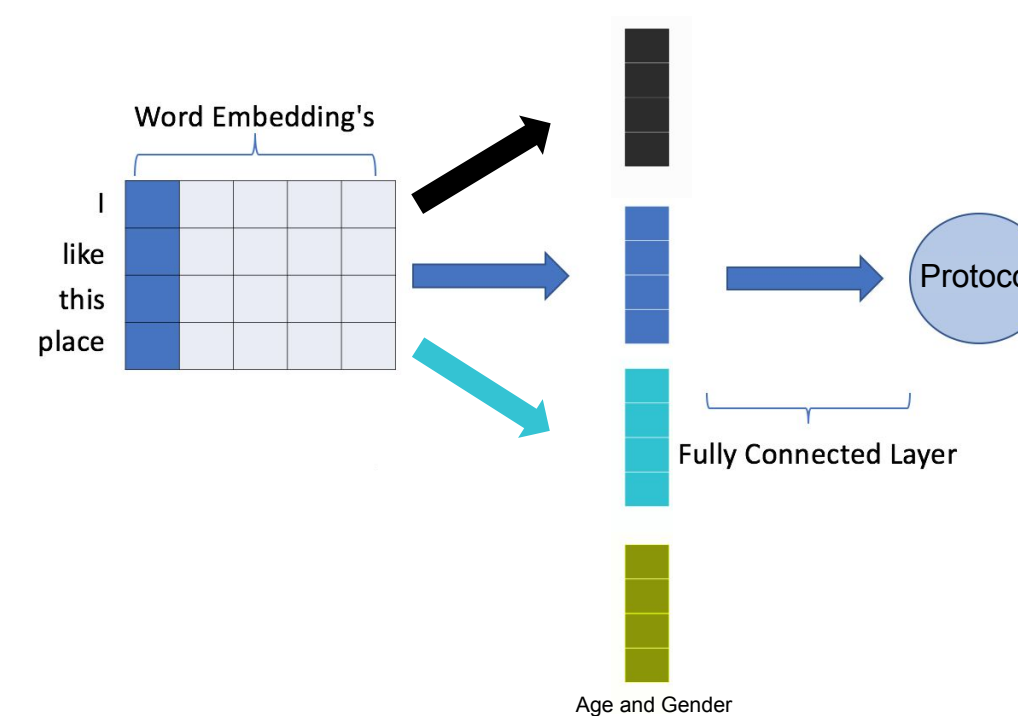 Word Embedding's
I
like
this
place
Protoco
Fully Connected Layer
Age and Gender